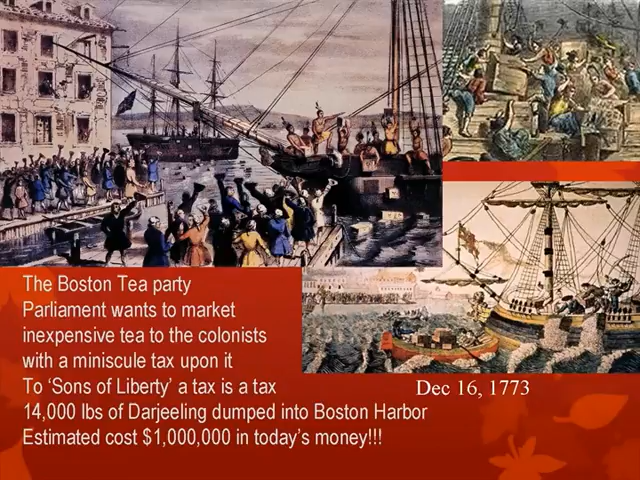 The Boston Tea party
Parliament wants to market
inexpensive tea to the colonists
with a miniscule tax upon it
To ‘Sons of Liberty’ a tax is a tax
Dec 16, 1773
14,000 lbs of Darjeeling dumped into Boston Harbor
Estimated cost $1,000,000 in today’s money!!!